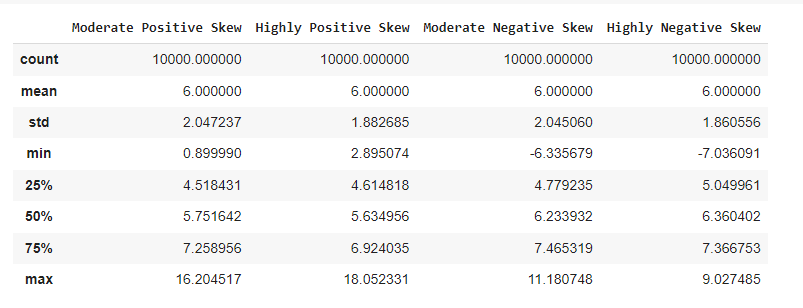 Moderate Positive Skew Highly Positive Skew Moderate Negative Skew Highly Negative Skew
count 10000.000000 10000.000000 10000.000000 10000.000000
mean 6.000000 6.000000 6.000000 6.000000
std 2.047237 1.882685 2.045060 1.860556
min 0.899990 2.895074 -6.335679 -7.036091
25% 4.518431 4.614818 4.779235 5.049961
50% 5.751642 5.634956 6.233932 6.360402
75% 7.258956 6.924035 7.465319 7.366753
max 16.204517 18.052331 11.180748 9.027485